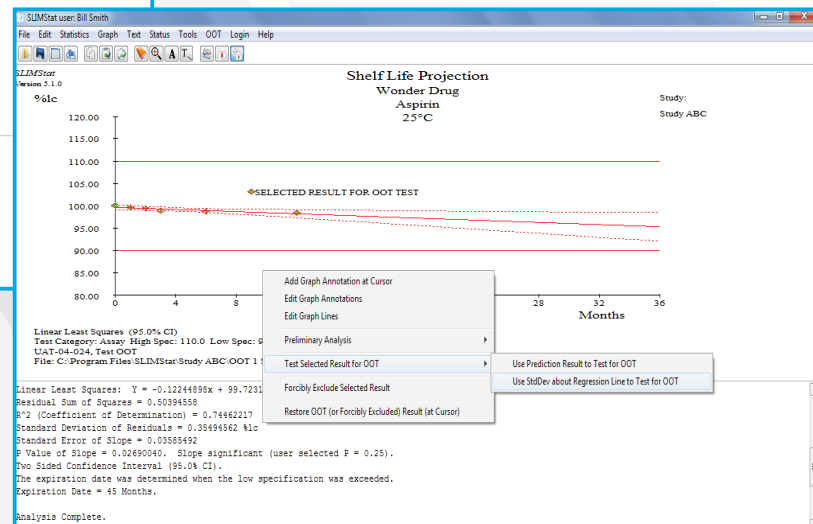 SLIMStat user: Bill Smith
File Edit Statistics Graph Text Status Tools OOT Login Help
SLIMStat
Version 5.1.0
Shelf Life Projection
Wonder Drug
Aspirin
25°C
%lc
Study:
Study ABC
120.00
115.00
110.00
105.00
SELECTED RESULT FOR OOT TEST
100.00
95.00
90.00
85.00
80.00
0 4 8 28 32 36
Months
Add Graph Annotation at Cursor
Edit Graph Annotations
Edit Graph Lines
Preliminary Analysis
Test Selected Result for OOT
Forcibly Exclude Selected Result
Restore OOT (or Forcibly Excluded) Result (at Cursor)
Use Prediction Result to Test for OOT
Use StdDev about Regression Line to Test for OOT
Linear Least Squares (95.0% CI)
Test Category: Assay High Spec: 110.0 Low Spec: 9
UAT-04-024, Test OOT
File: C:\Program Files\SLIMStat\Study ABC\OOT 1
Linear Least Squares: Y = -0.12244898x + 99.7231
Residual Sum of Squares = 0.50394558
R^2 (Coefficient of Determination) = 0.74462217
Standard Deviation of Residuals = 0.35494562 %lc
Standard Error of Slope = 0.03585492
P Value of Slope = 0.02690040. Slope significant (user selected P = 0.25).
Two Sided Confidence Interval (95.0% CI).
The expiration date was determined when the low specification was exceeded.
Expiration Date = 45 Months.
Analysis Complete.